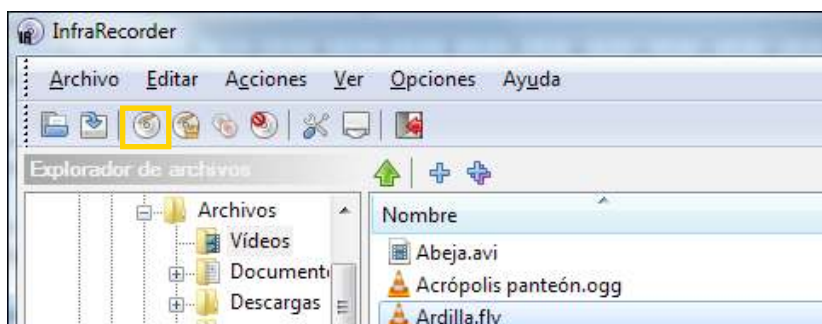 InfraRecorder
Archivo Editar Acciones Ver Opciones Ayuda
Explorador de archivos
Archivos
Vídeos
Document
Descargas
Nombre
Abeja.avi
Acrópolis panteón.ogg
Ardilla.flv